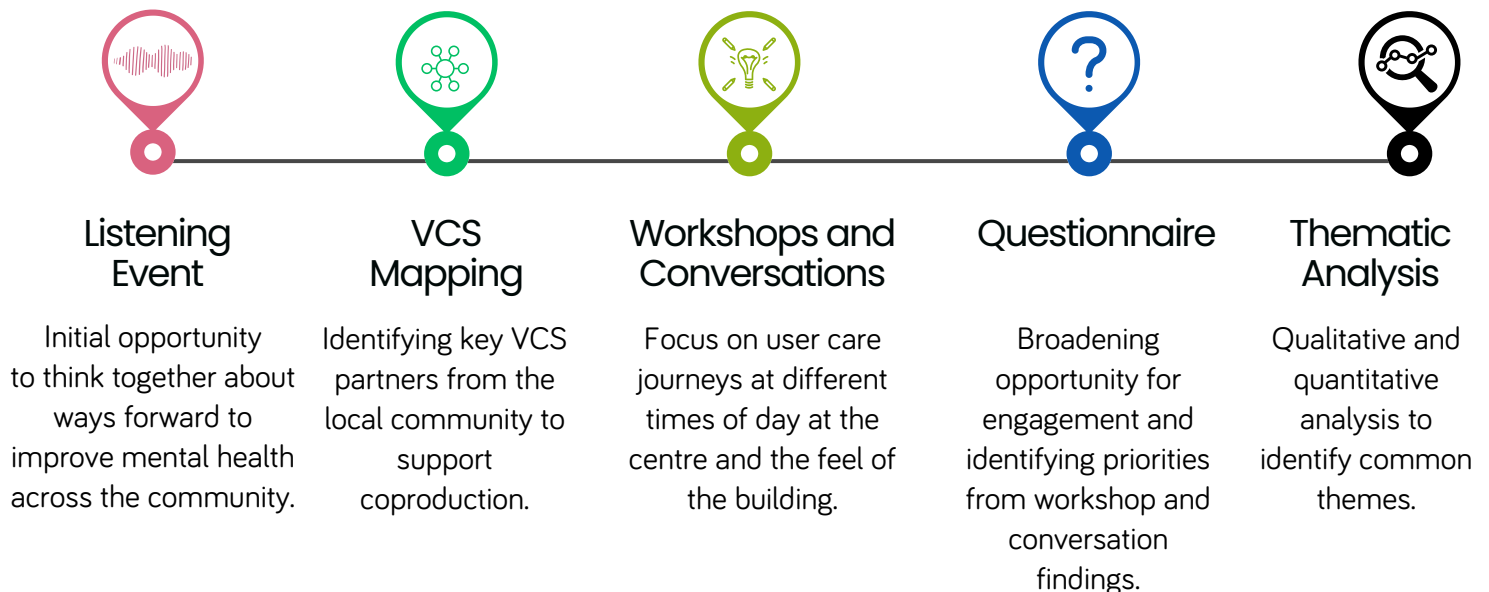 Listening
Event
Initial opportunity
to think together about
ways forward to
improve mental health
across the community.
VCS
Mapping
Identifying key VCS
partners from the
local community to
support
coproduction.
Workshops and
Conversations
Focus on user care
journeys at different
times of day at the
centre and the feel of
the building.
?
Questionnaire
Broadening
opportunity for
engagement and
identifying priorities
from workshop and
conversation
findings.
Thematic
Analysis
Qualitative and
quantitative
analysis to
identify common
themes.